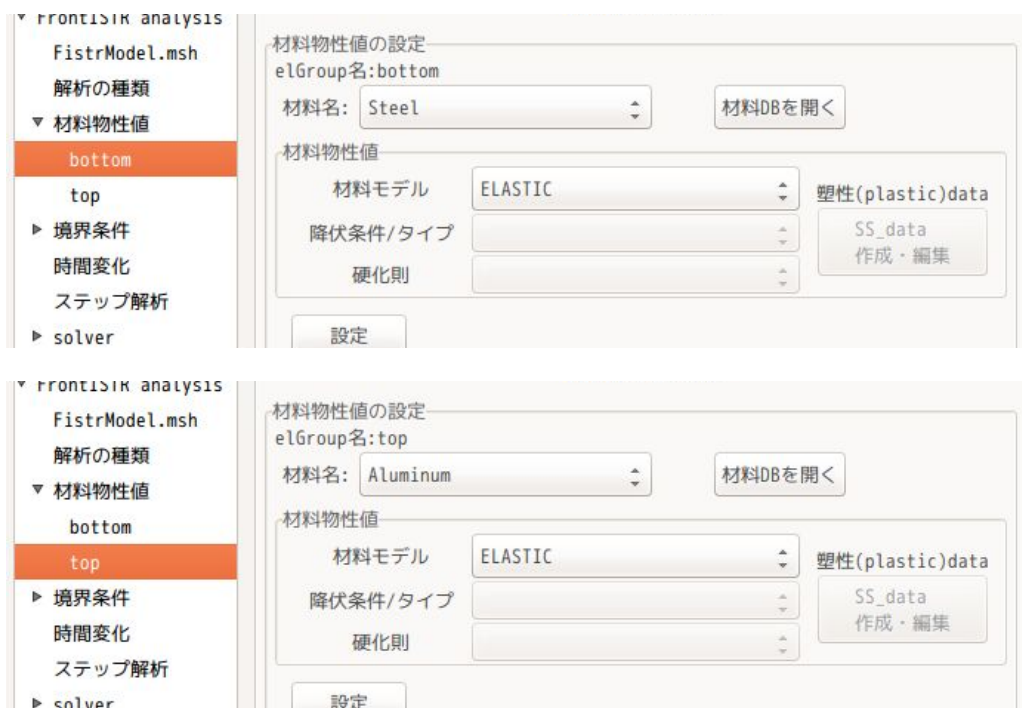 FrontISTR analysis
FistrModel.msh
解析の種類
材料物性値
bottom
top
境界条件
時間変化
ステップ解析
solver
材料物性値の設定
elGroup名:bottom
材料名: Steel
材料DBを開く
材料物性値
材料モデル ELASTIC
塑性(plastic)data
降伏条件/タイプ
SS_data
作成・編集
硬化則
設定
FrontISTR analysis
FistrModel.msh
解析の種類
材料物性値
bottom
top
境界条件
時間変化
ステップ解析
solver
材料物性値の設定
elGroup名:top
材料名: Aluminum
材料DBを開く
材料物性値
材料モデル ELASTIC
塑性(plastic)data
降伏条件/タイプ
SS_data
作成・編集
硬化則
設定